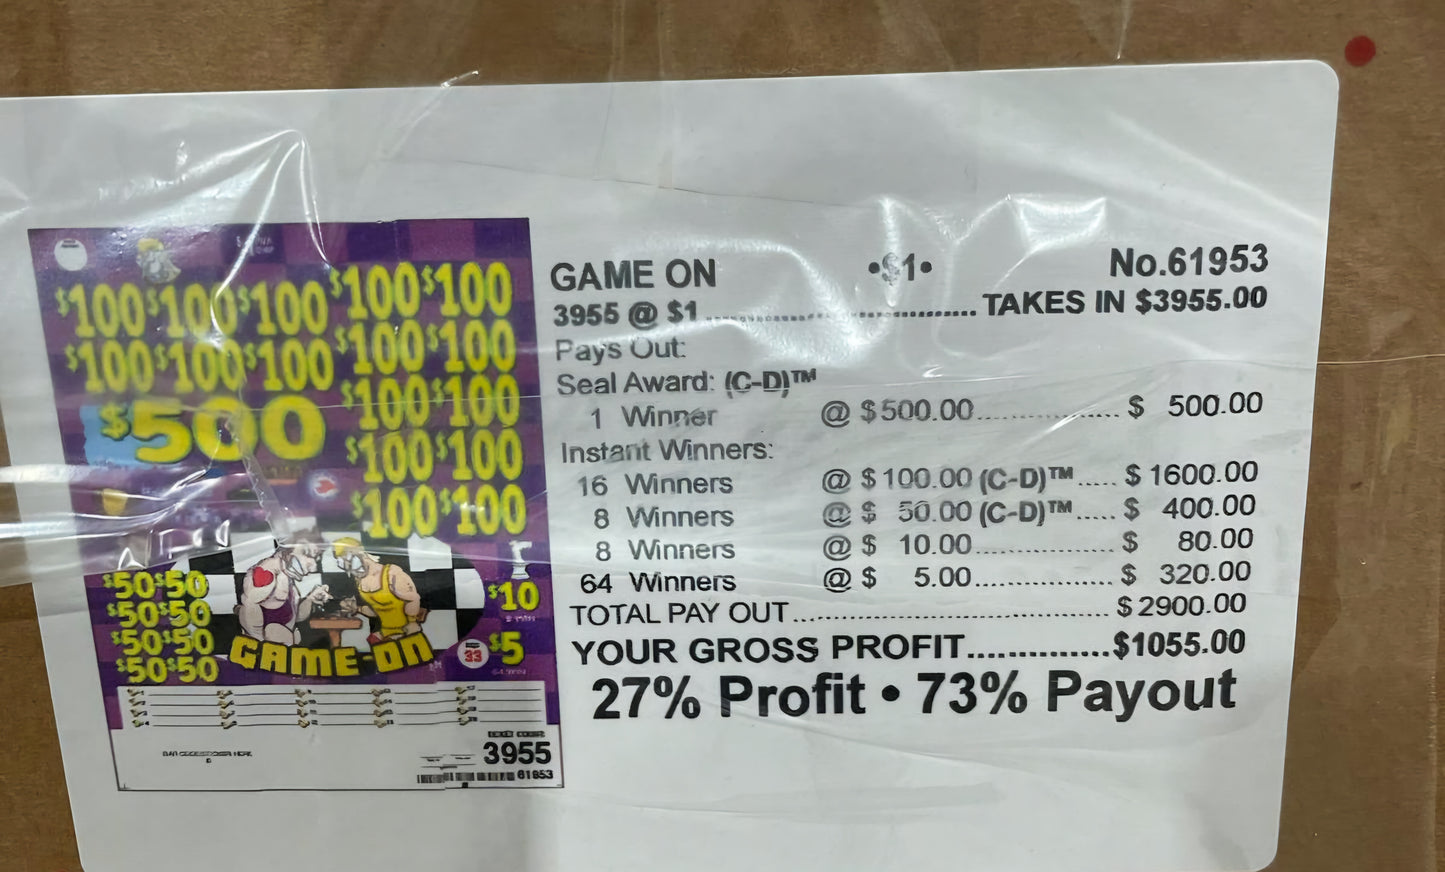 $100 $100 $100 $100 $100
$100 $100 $100 $100 $100
$500 $100 $100
$100 $100
$100 $100
$50 $50
$50 $50
$50 $50
$50 $50
$10
$5
33
GAME-ON
3955
61953
GAME ON •$1• No.61953
3955 @ $1.................................... TAKES IN $3955.00
Pays Out:
Seal Award: (C-D)™
1 Winner @ $500.00.................... $ 500.00
Instant Winners:
16 Winners @ $100.00 (C-D)™..... $ 1600.00
8 Winners @ $ 50.00 (C-D)™..... $ 400.00
8 Winners @ $ 10.00.................... $ 80.00
64 Winners @ $ 5.00.................... $ 320.00
TOTAL PAY OUT............................................. $ 2900.00
YOUR GROSS PROFIT..............$1055.00
27% Profit • 73% Payout